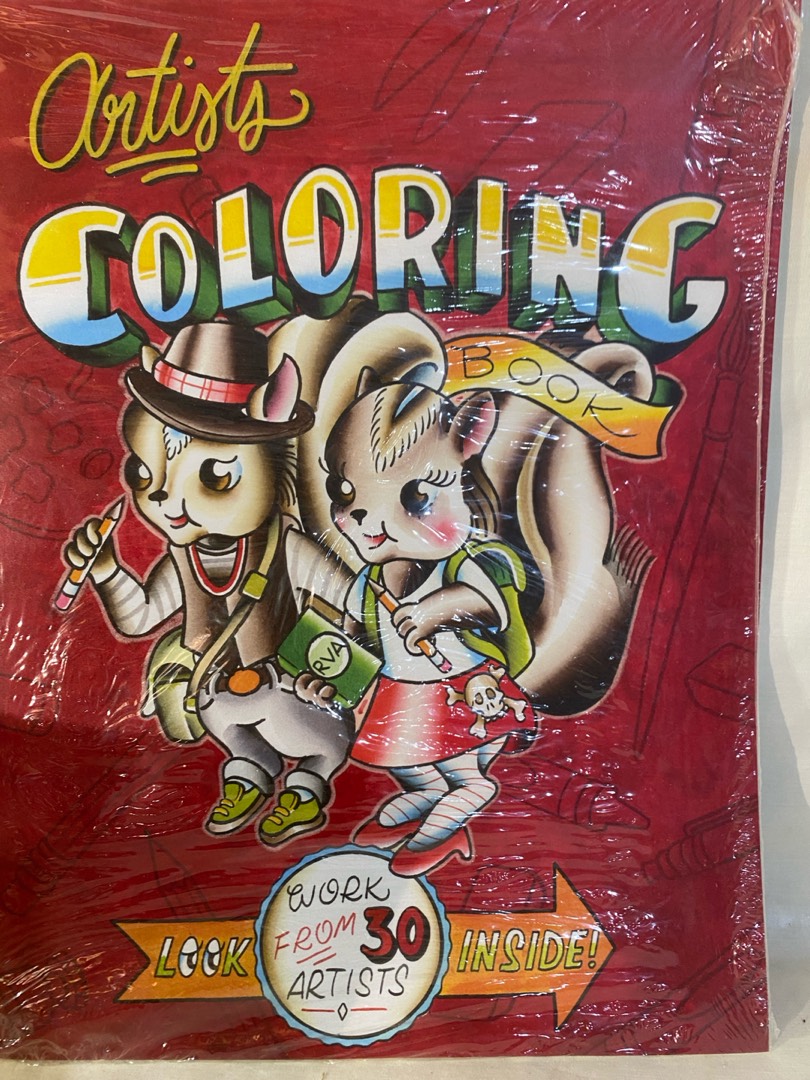 Artists
COLORING
BOOK
RVA
WORK
FROM 30
ARTISTS
LOOK
INSIDE!